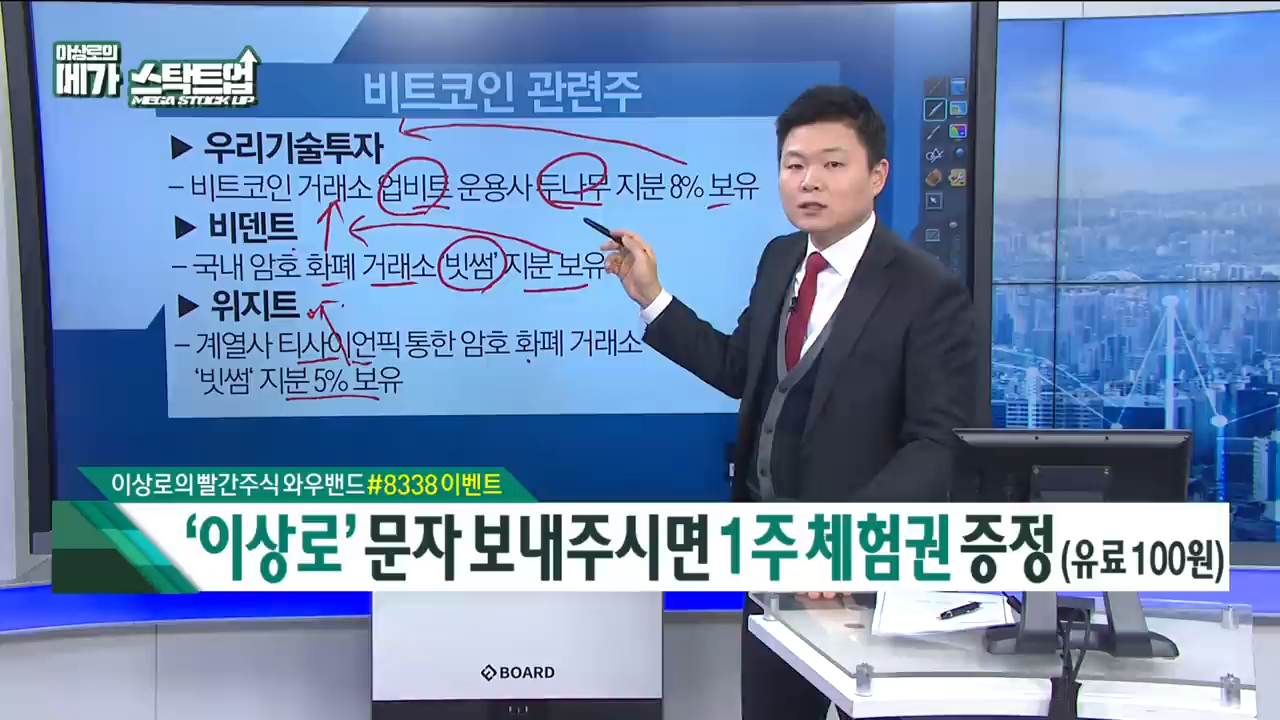 이상로의
메가 스탁트업
MEGA STOCK UP
비트코인 관련주
▶ 우리기술투자
– 비트코인 거래소 업비트 운용사 두나무 지분 8% 보유
▶ 비덴트
– 국내 암호 화폐 거래소 ‘빗썸’ 지분 보유
▶ 위지트
– 계열사 티사이언픽 통한 암호 화폐 거래소
‘빗썸‘ 지분 5% 보유
이상로의 빨간주식 와우밴드 #8338 이벤트
‘이상로’ 문자 보내주시면 1주 체험권 증정 (유료 100원)
BOARD